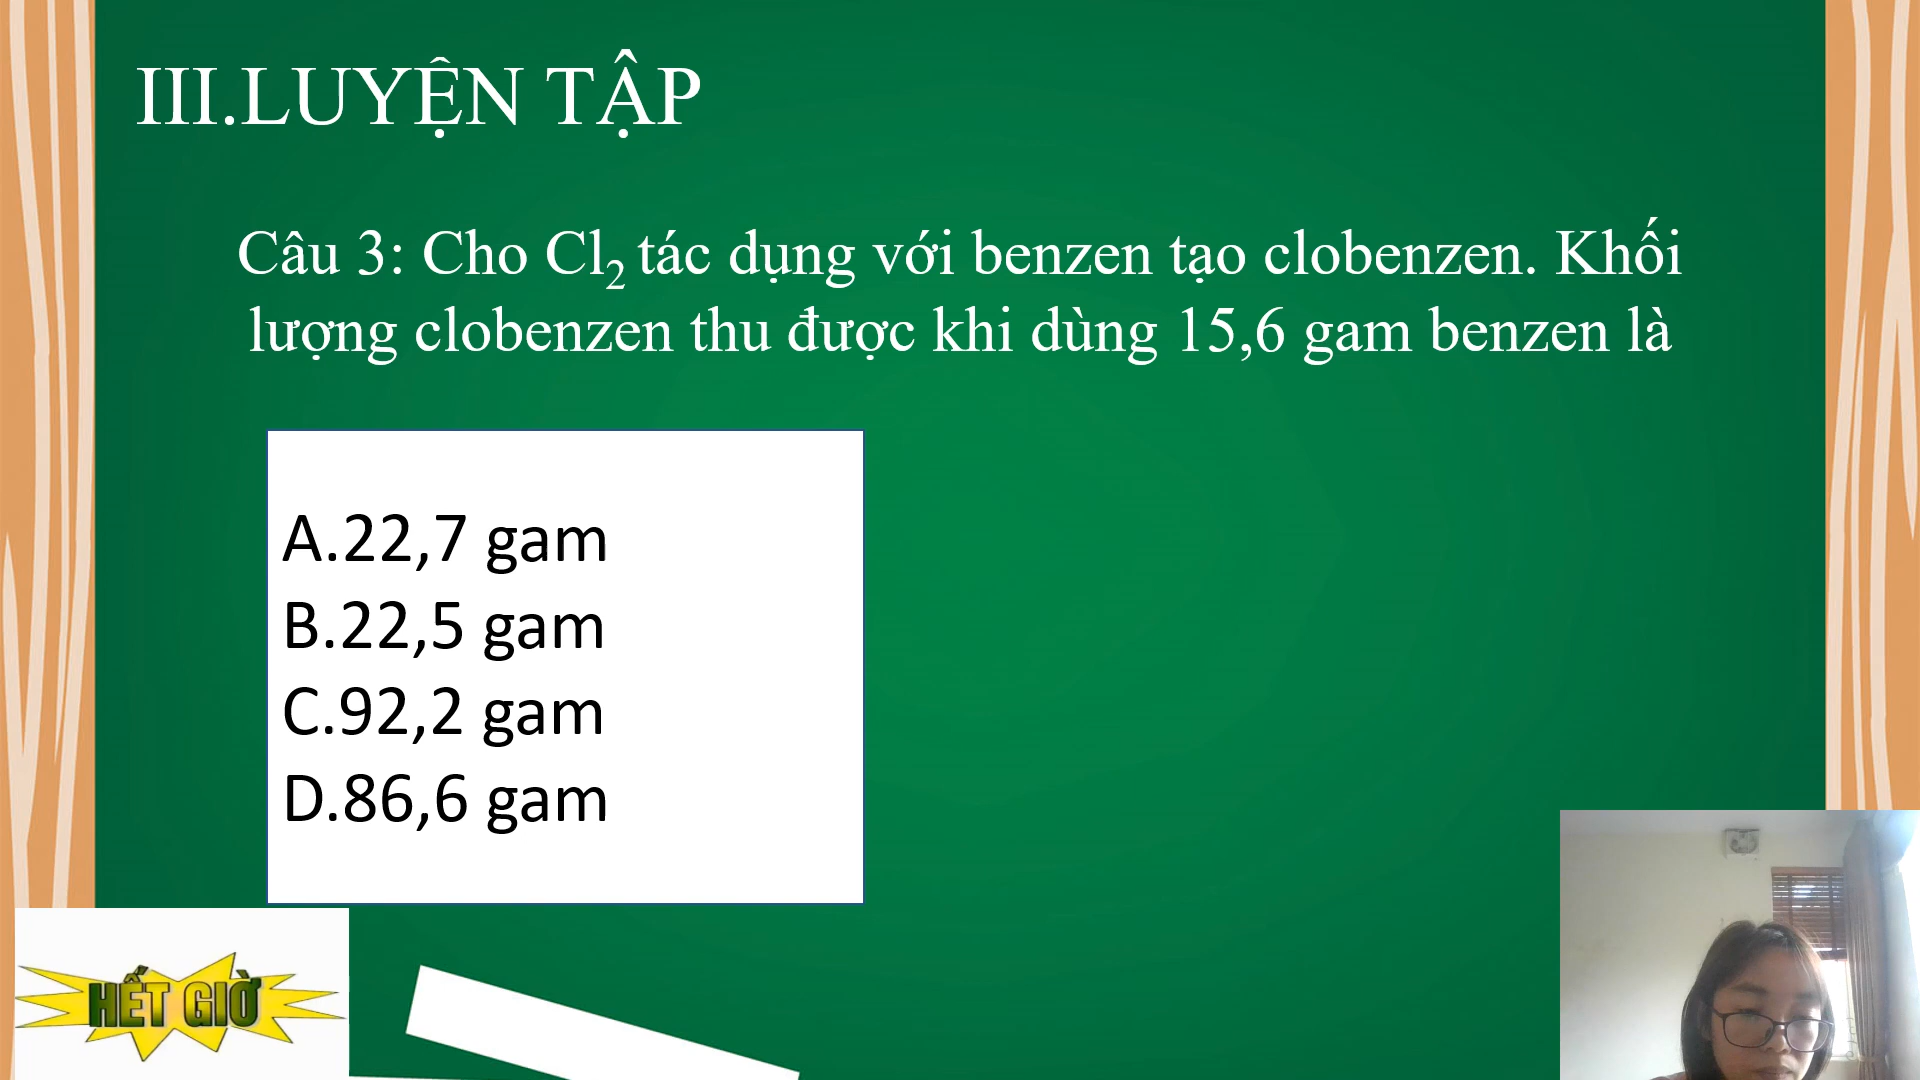 III.LUYỆN TẬP
Câu 3: Cho Cl₂ tác dụng với benzen tạo clobenzen. Khối
lượng clobenzen thu được khi dùng 15,6 gam benzen là
A.22,7 gam
B.22,5 gam
C.92,2 gam
D.86,6 gam
HẾT GIỜ